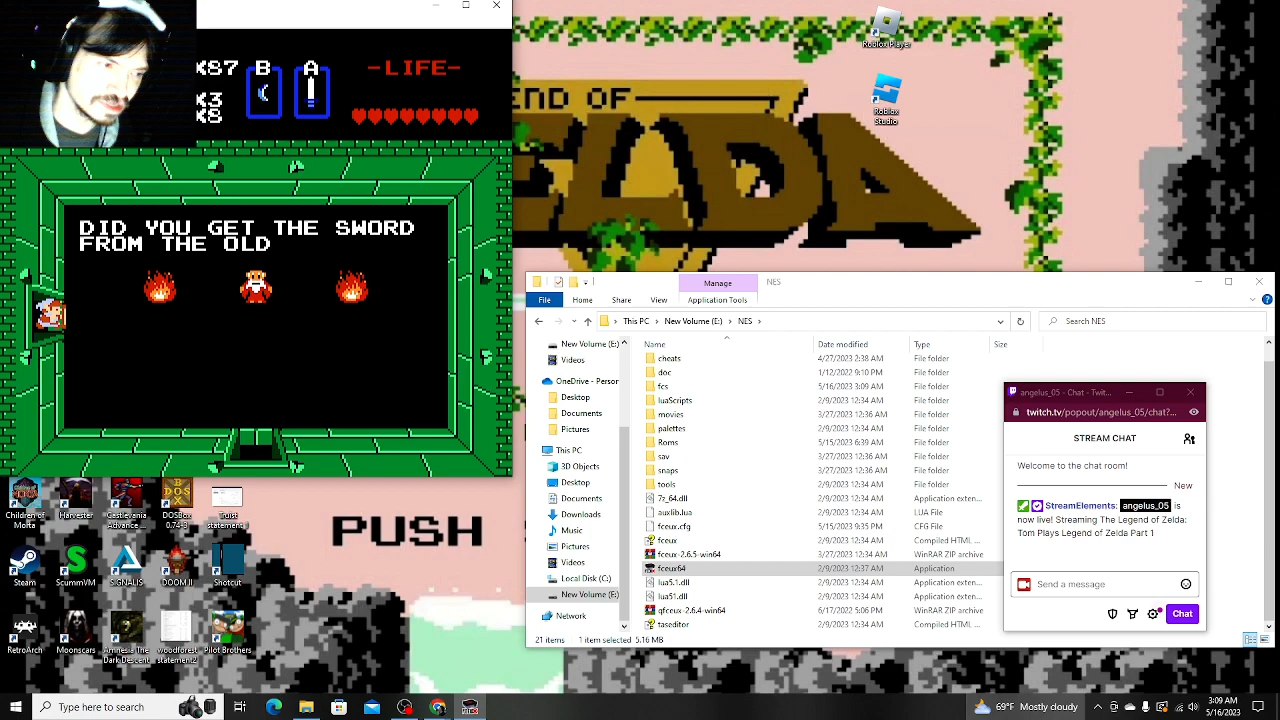 X87 B A -LIFE-
X3
X8
DID YOU GET THE SWORD
FROM THE OLD
END OF
PUSH
Roblox Player
Roblox
Studio
Children of
Morta
Harvester
Castlevania
Advance ...
DOSBox
0.74-3
Trust
statement 1
Steam
ScummVM
SIGNALIS
DOOM II
Shotcut
RetroArch
Moonscars
Amnesia The
Dark Descent
woodforest
statement2
Pilot Brothers
Manage
NES
File
Home
Share
View
Application Tools
This PC > New Volume (E:) > NES >
Search NES
New Volume (E:)
Videos
OneDrive - Person
Desktop
Documents
Pictures
This PC
3D Objects
Desktop
Documents
Downloads
Music
Pictures
Videos
Local Disk (C:)
New Volume (E:)
Network
Name Date modified Type Size
cheats 4/27/2023 2:38 AM File folder
doc 1/12/2022 9:10 PM File folder
fcs 5/16/2023 3:09 AM File folder
luaScripts 2/9/2023 12:34 AM File folder
movies 3/27/2023 12:36 AM File folder
palettes 2/9/2023 12:34 AM File folder
Roms 5/15/2023 6:39 AM File folder
sav 3/27/2023 12:36 AM File folder
snaps 3/27/2023 12:36 AM File folder
tools 2/9/2023 12:34 AM File folder
7z_64.dll 2/9/2023 12:34 AM Application exten...
auxlib.lua 2/9/2023 12:34 AM LUA File
fceux.cfg 5/15/2023 9:35 PM CFG File
fceux 2/9/2023 12:34 AM Compiled HTML ...
fceux-2.6.5-win64 3/27/2023 12:34 AM WinRAR ZIP archive
fceux64 2/9/2023 12:37 AM Application
lua5.1.dll 2/9/2023 12:34 AM Application exten...
lua51.dll 2/9/2023 12:34 AM Application exten...
qfceux-2.6.4-win64 6/17/2022 5:06 PM WinRAR ZIP archive
taseditor 2/9/2023 12:34 AM Compiled HTML ...
21 items 1 item selected 5.16 MB
angelus_05 - Chat - Twit...
twitch.tv/popout/angelus_05/chat?...
STREAM CHAT
Welcome to the chat room!
New
StreamElements: angelus_05 is
now live! Streaming The Legend of Zelda:
Tom Plays Legend of Zelda Part 1
Send a message
Chat
Type here to search
69°F Mostly cloudy
3:09 AM
5/16/2023